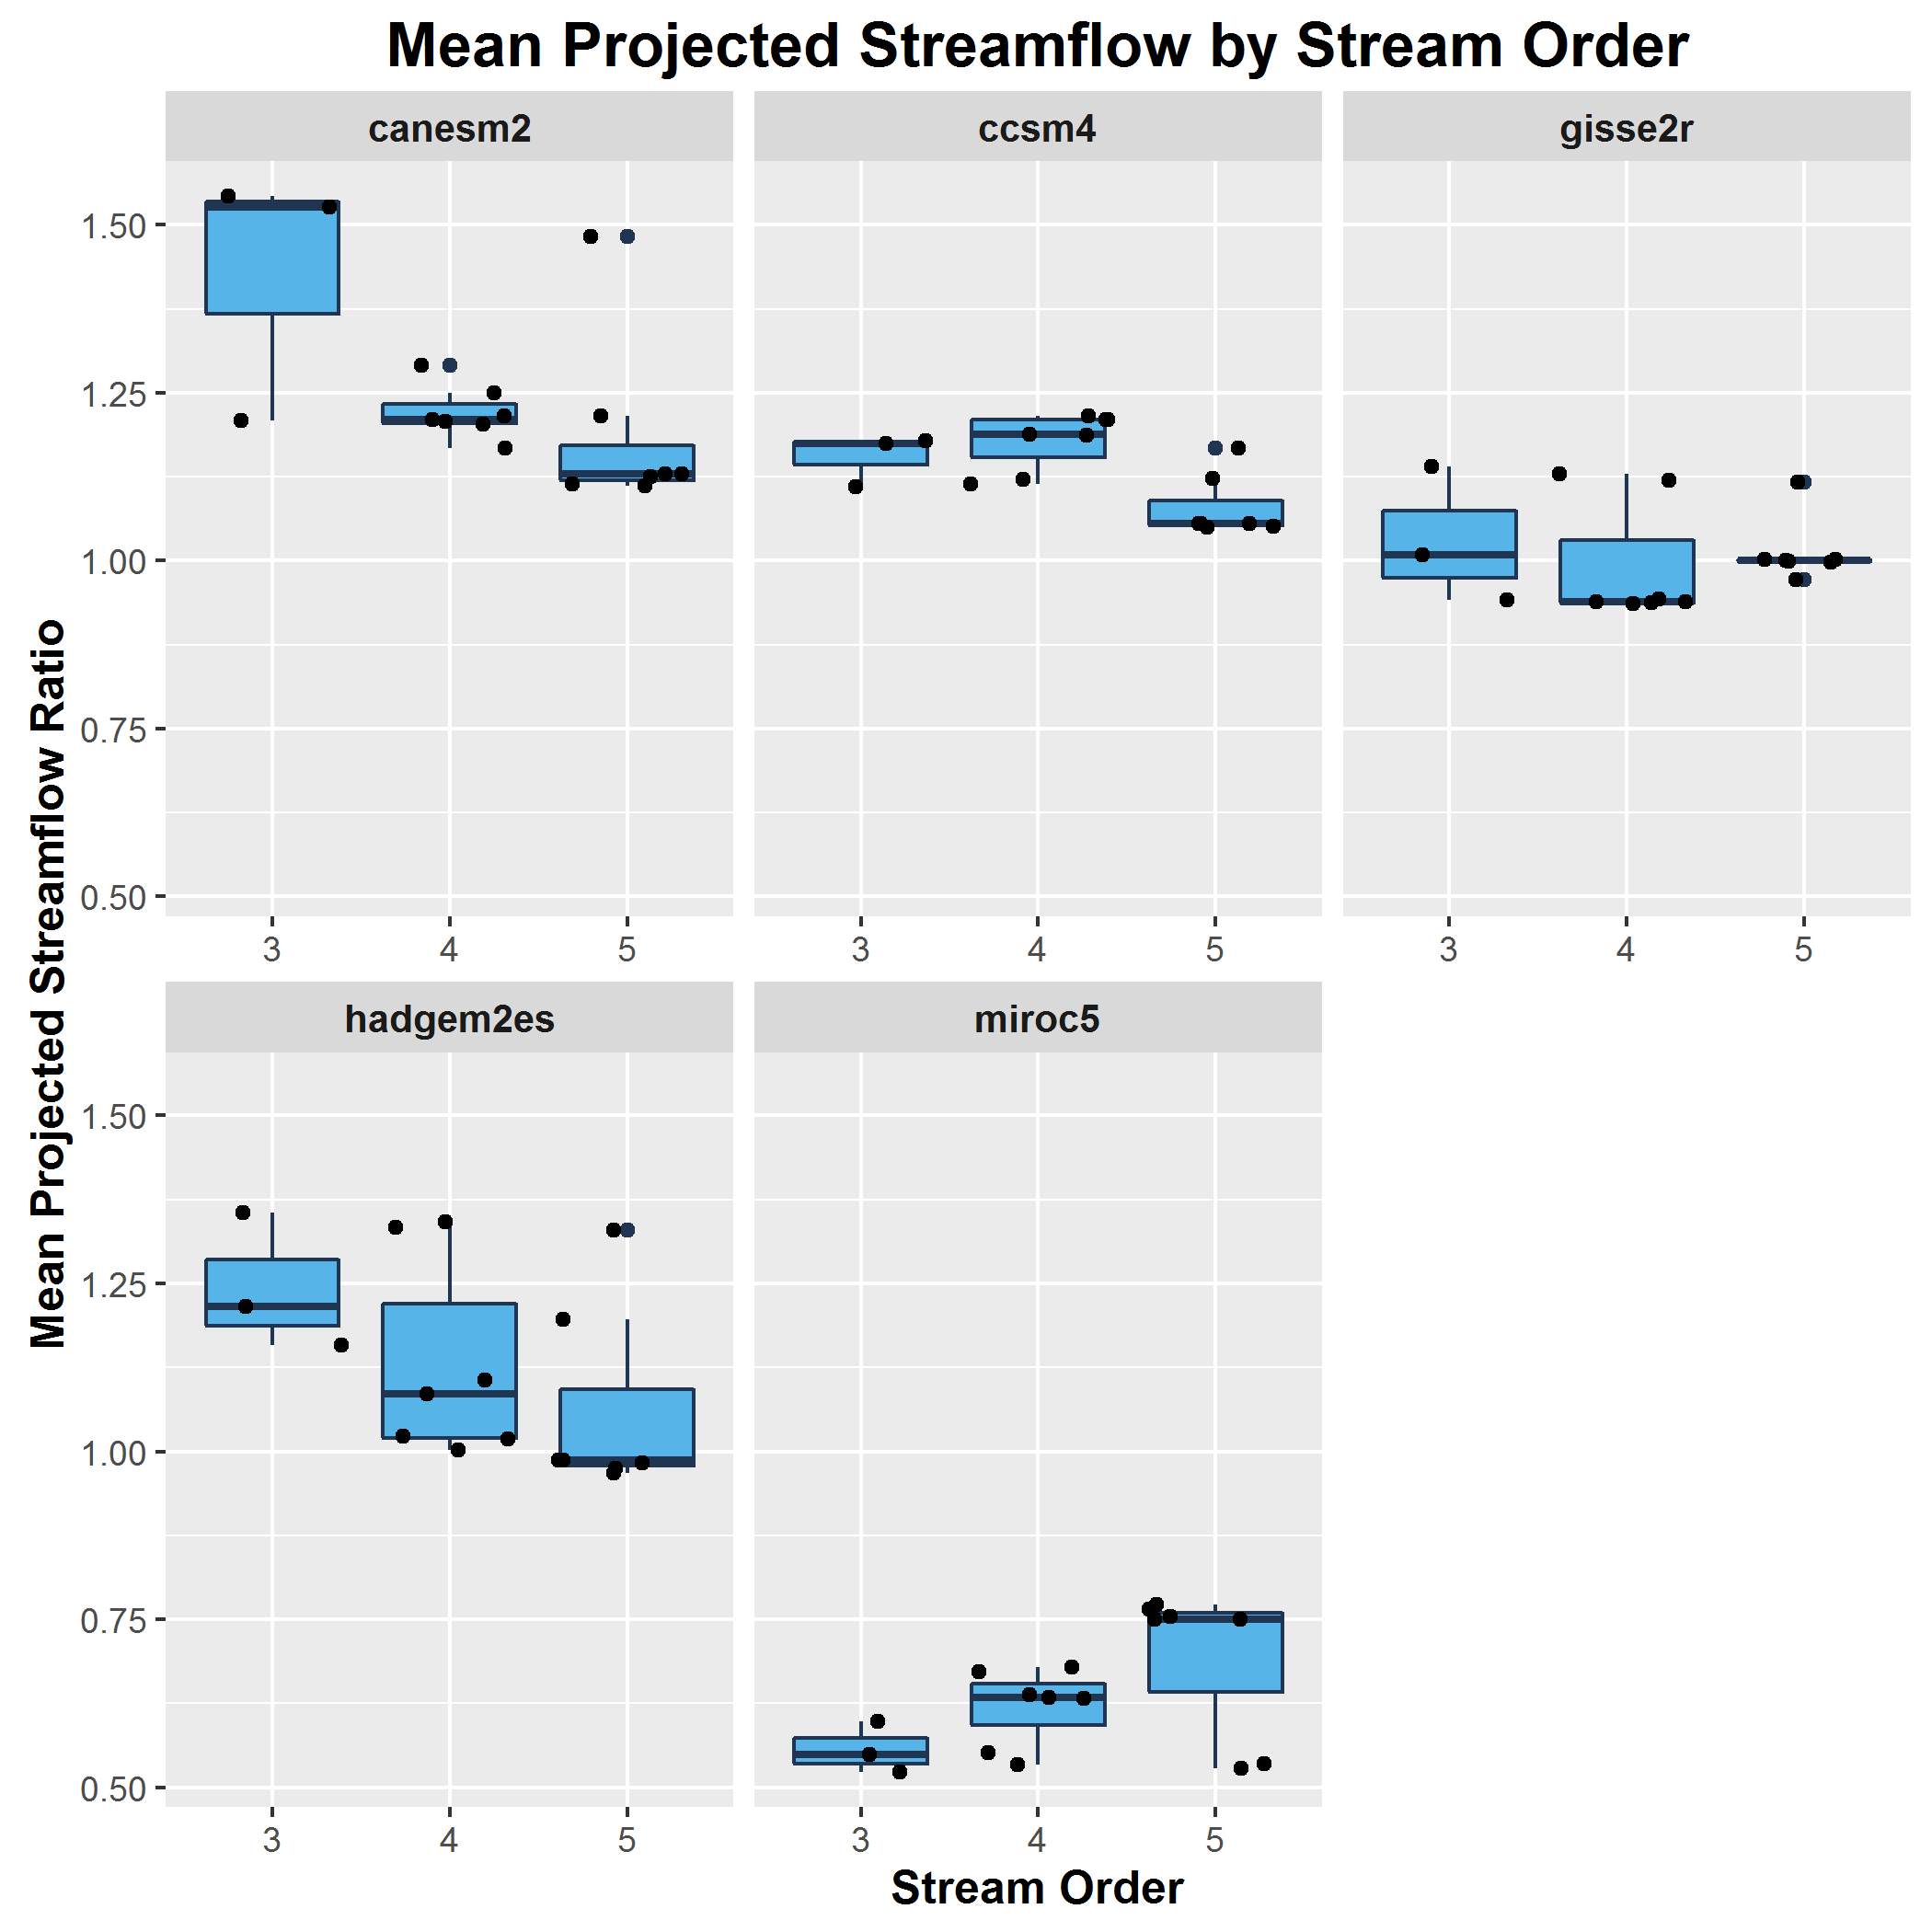 Mean Projected Streamflow by Stream Order
canesm2 ccsm4 gisse2r
1.50
1.25
1.00
0.75
0.50
3 4 5 3 4 5 3 4 5
Mean Projected Streamflow Ratio
hadgem2es miroc5
1.50
1.25
1.00
0.75
0.50
3 4 5 3 4 5
Stream Order